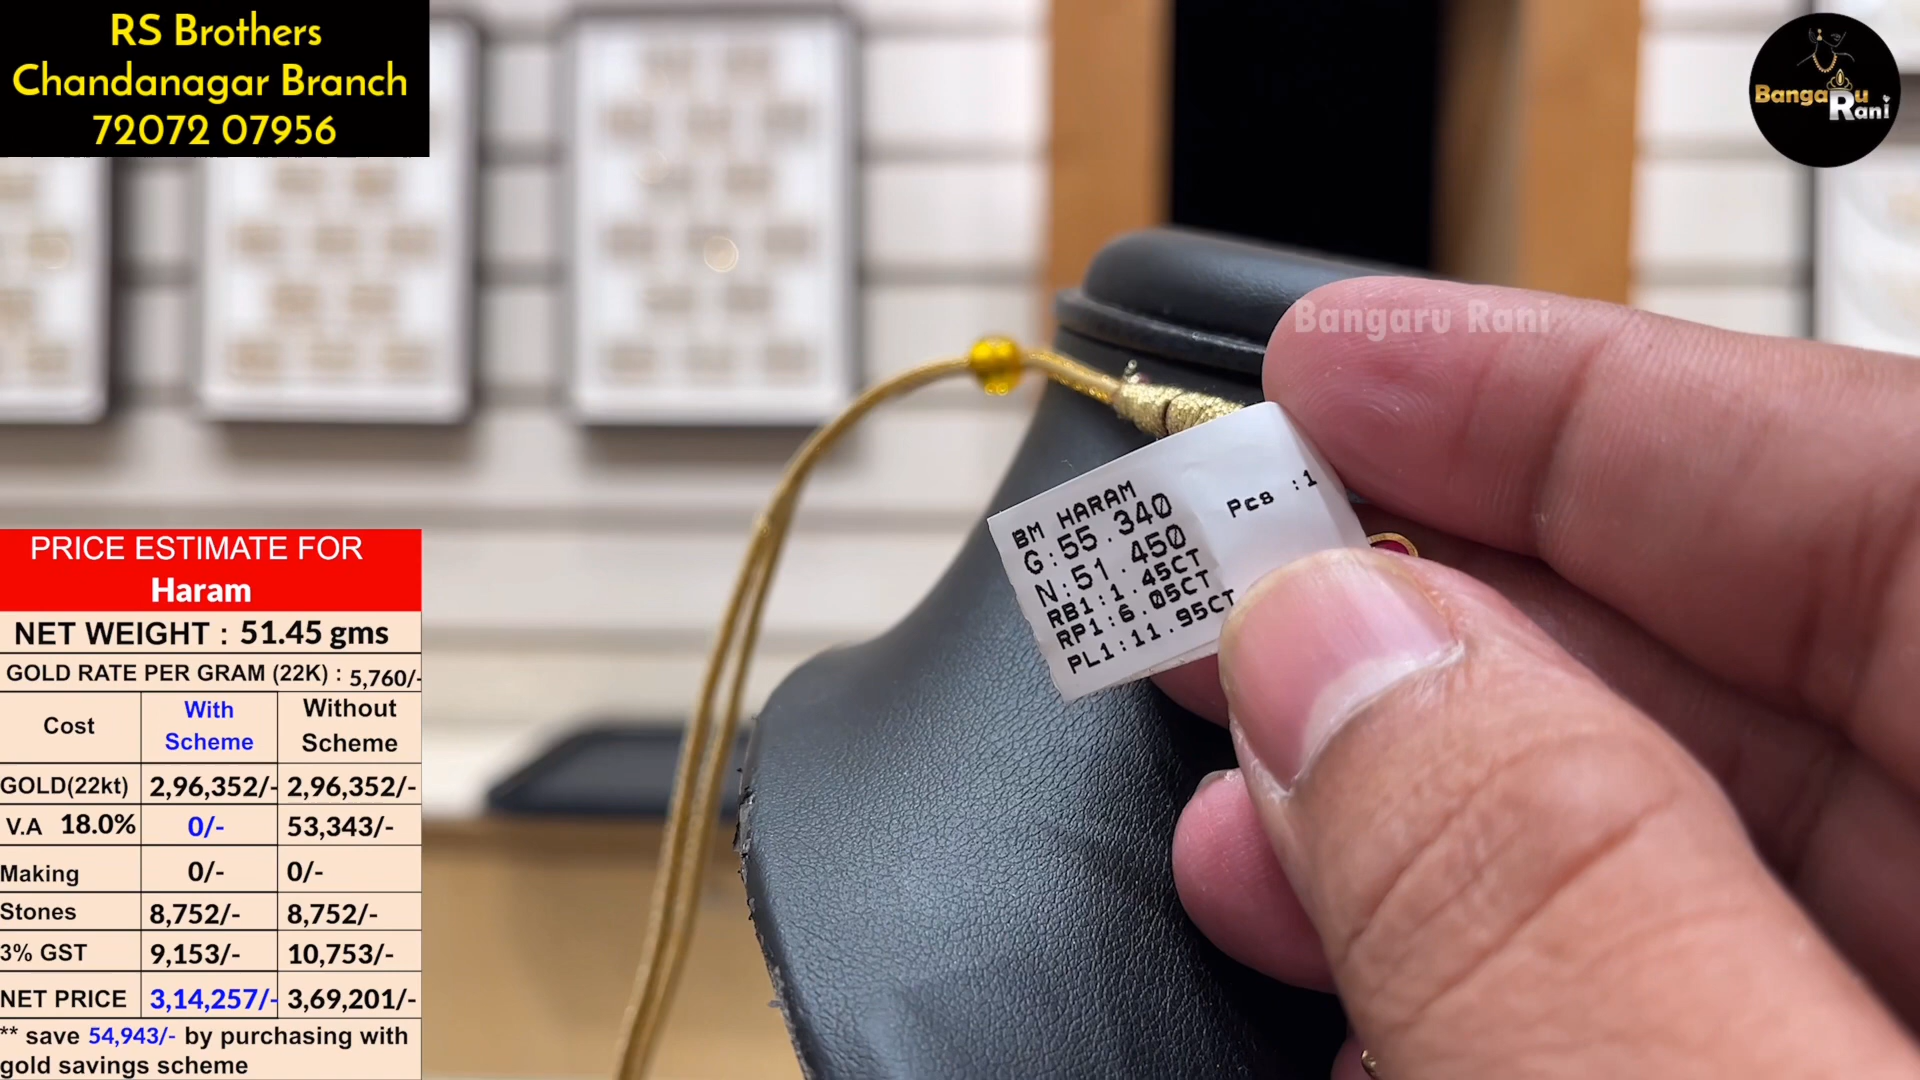 RS Brothers
Chandanagar Branch
72072 07956
Bangaru
Rani
Bangaru Rani
BM HARAM
G:55.340
N:51.450
RB1:1.45CT
RP1:6.05CT
PL1:11.95CT
Pcs :1
PRICE ESTIMATE FOR
Haram
NET WEIGHT : 51.45 gms
GOLD RATE PER GRAM (22K) : 5,760/-
Cost With Scheme Without Scheme
GOLD(22kt) 2,96,352/- 2,96,352/-
V.A 18.0% 0/- 53,343/-
Making 0/- 0/-
Stones 8,752/- 8,752/-
3% GST 9,153/- 10,753/-
NET PRICE 3,14,257/- 3,69,201/-
** save 54,943/- by purchasing with
gold savings scheme